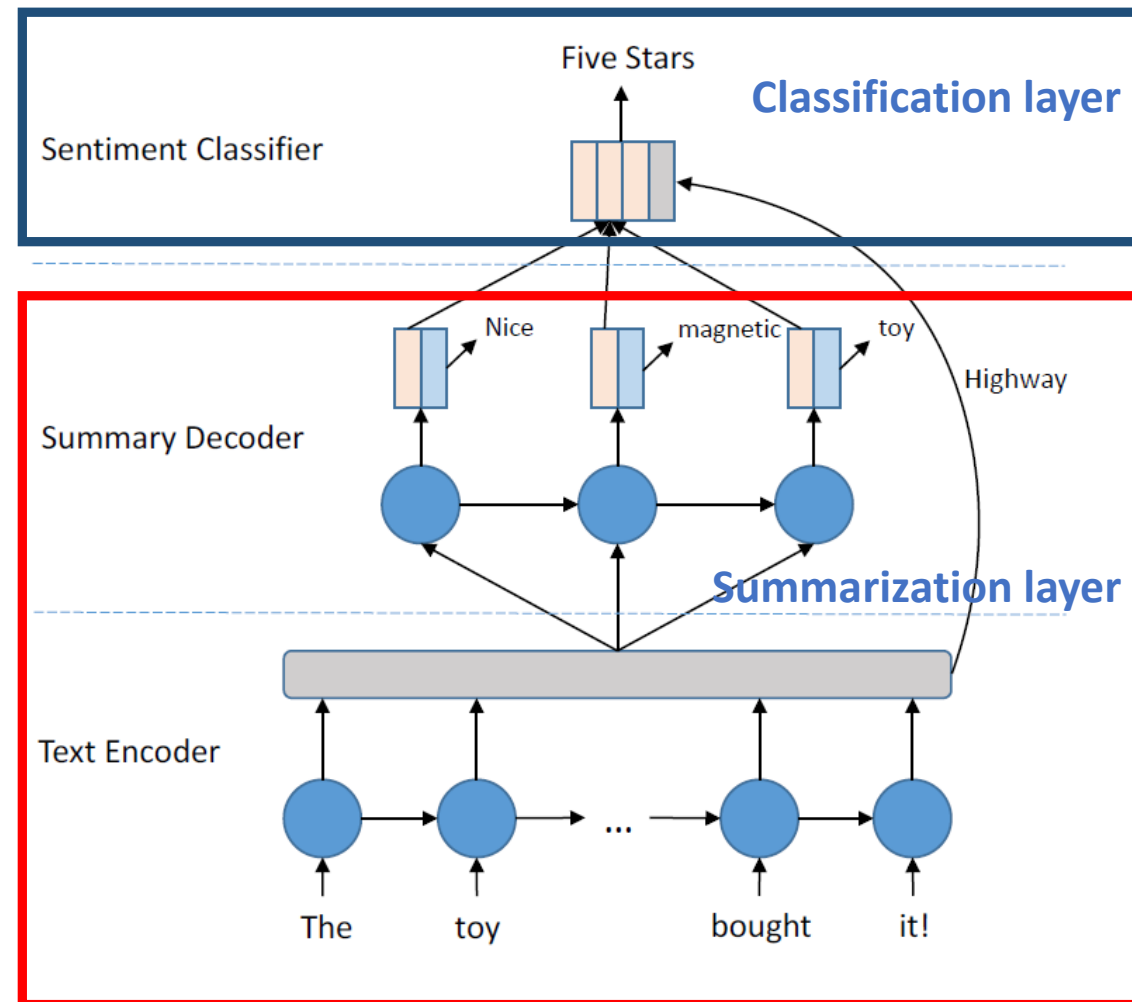 Five Stars
Classification layer
Sentiment Classifier
Nice
magnetic
toy
Highway
Summary Decoder
Summarization layer
Text Encoder
...
The
toy
bought
it!